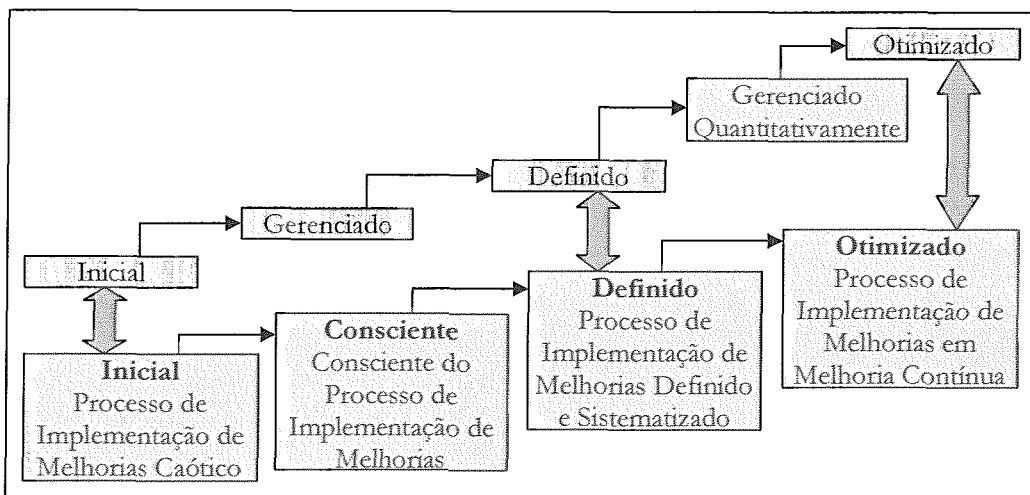 Otimizado
Gerenciado
Quantitativamente
Definido
Gerenciado
Inicial
Inicial
Processo de
Implementação de
Melhorias Caótico
Consciente
Consciente do
Processo de
Implementação de
Melhorias
Definido
Processo de
Implementação de
Melhorias Definido
e Sistematizado
Otimizado
Processo de
Implementação de
Melhorias em
Melhoria Contínua